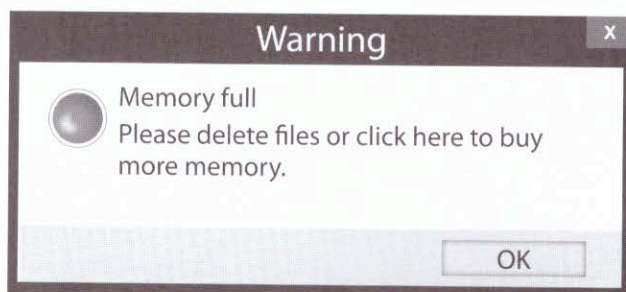 Warning
X
Memory full
Please delete files or click here to buy
more memory.
OK